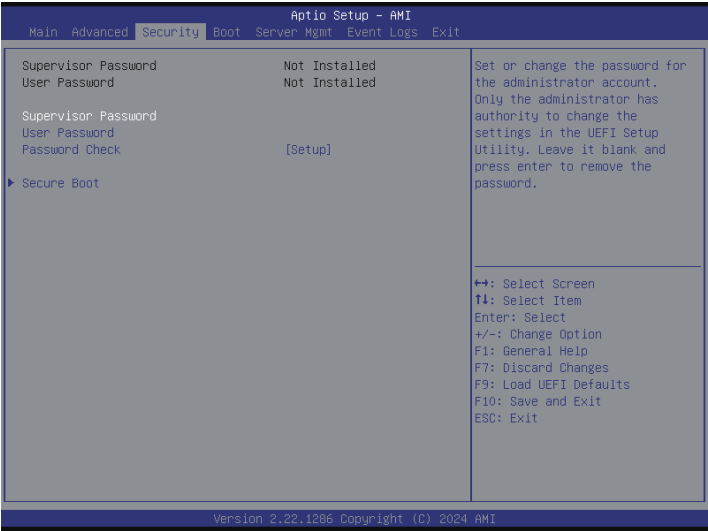 Aptio Setup – AMI
Main Advanced Security Boot Server Mgmt Event Logs Exit
Supervisor Password Not Installed
User Password Not Installed
Supervisor Password
User Password
Password Check [Setup]
▶ Secure Boot
Set or change the password for
the administrator account.
Only the administrator has
authority to change the
settings in the UEFI Setup
Utility. Leave it blank and
press enter to remove the
password.
↔: Select Screen
↑↓: Select Item
Enter: Select
+/-: Change Option
F1: General Help
F7: Discard Changes
F9: Load UEFI Defaults
F10: Save and Exit
ESC: Exit
Version 2.22.1286 Copyright (C) 2024 AMI